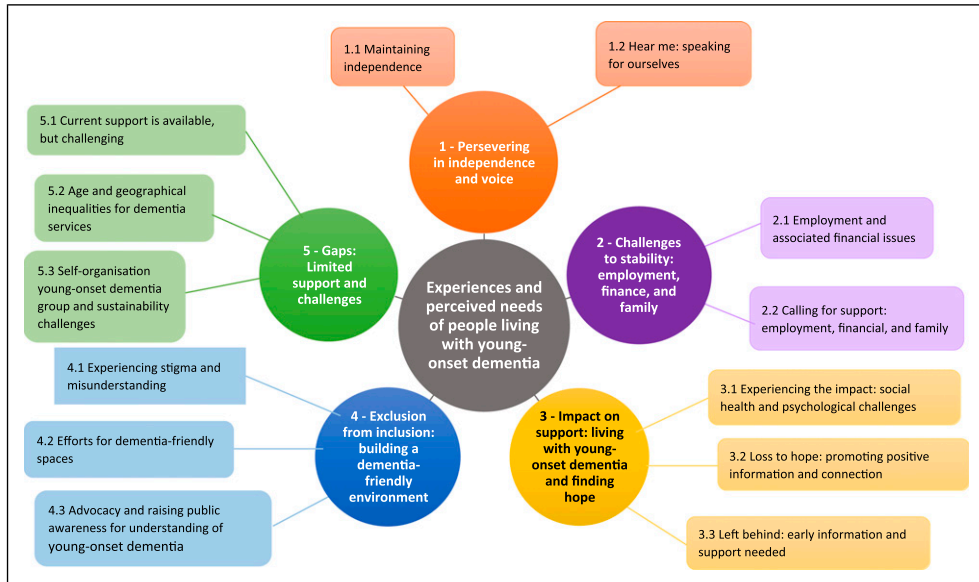 1.1 Maintaining
independence
1.2 Hear me: speaking
for ourselves
1 - Persevering
in independence
and voice
5.1 Current support is available,
but challenging
5.2 Age and geographical
inequalities for dementia
services
5.3 Self-organisation
young-onset dementia
group and sustainability
challenges
5 - Gaps:
Limited
support and
challenges
Experiences and
perceived needs
of people living
with young-
onset dementia
2 - Challenges
to stability:
employment,
finance, and
family
2.1 Employment and
associated financial issues
2.2 Calling for support:
employment, financial, and family
4.1 Experiencing stigma and
misunderstanding
4.2 Efforts for dementia-friendly
spaces
4.3 Advocacy and raising public
awareness for understanding of
young-onset dementia
4 - Exclusion
from inclusion:
building a
dementia-
friendly
environment
3 - Impact on
support: living
with young-
onset dementia
and finding
hope
3.1 Experiencing the impact: social
health and psychological challenges
3.2 Loss to hope: promoting positive
information and connection
3.3 Left behind: early information and
support needed